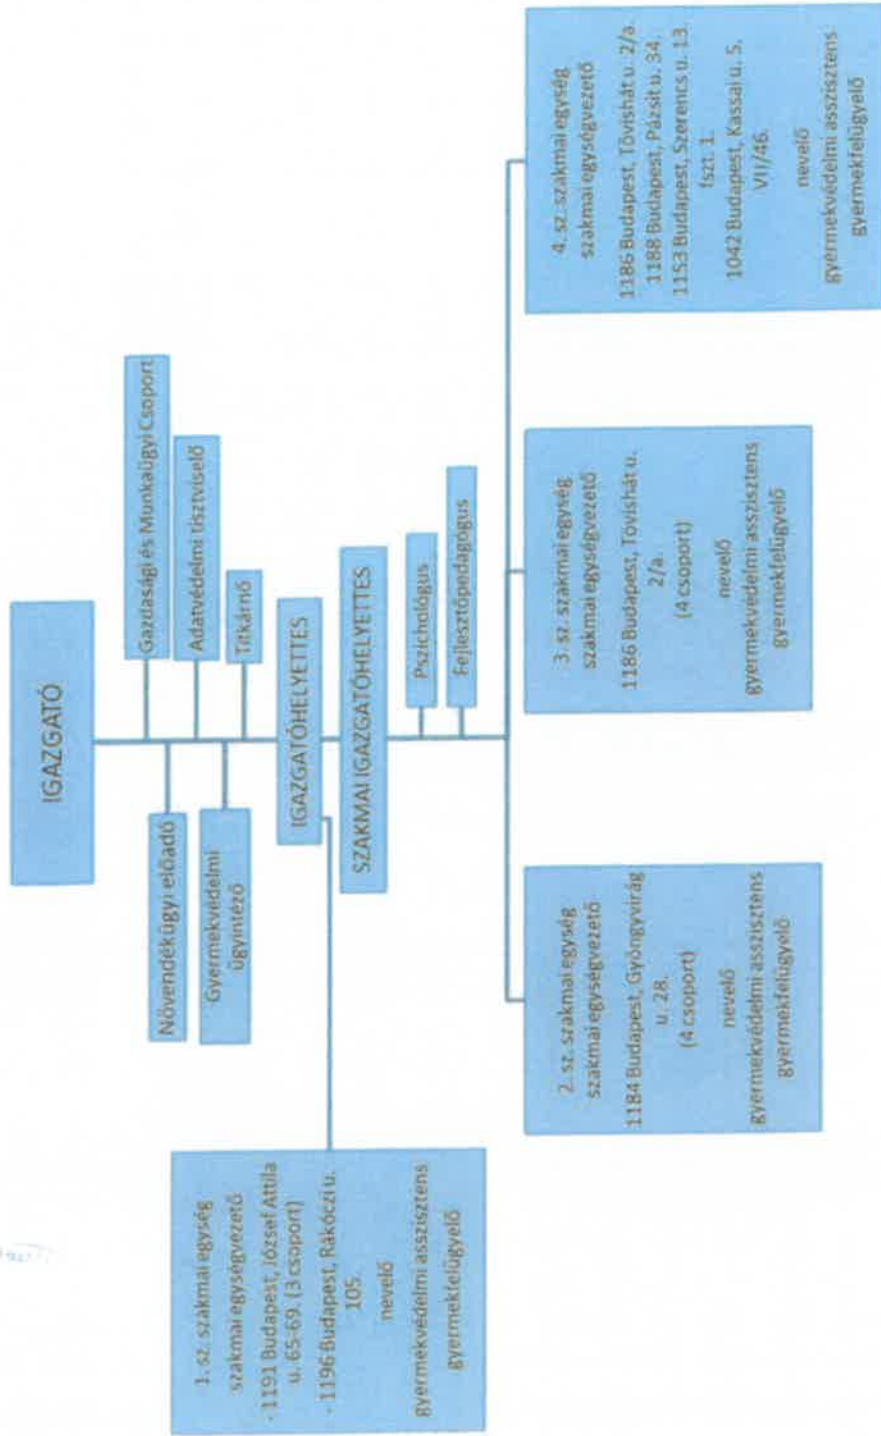 IGAZGATÓ
Gazdasági és Munkaügyi Csoport
Növendékügyi előadó
Adatvédelmi tisztviselő
Gyermekvédelmi
ügyintéző
Titkárnő
IGAZGATÓHELYETTES
SZAKMAI IGAZGATÓHELYETTES
Pszichológus
Fejlesztőpedagógus
1. sz. szakmai egység
szakmai egységvezető
- 1191 Budapest, József Attila
u. 65-69. (3 csoport)
- 1196 Budapest, Rákóczi u.
105.
nevelő
gyermekvédelmi asszisztens
gyermekfelügyelő
2. sz. szakmai egység
szakmai egységvezető
1184 Budapest, Gyöngyvirág
u. 28.
(4 csoport)
nevelő
gyermekvédelmi asszisztens
gyermekfelügyelő
3. sz. szakmai egység
szakmai egységvezető
1186 Budapest, Tövishát u.
2/a.
(4 csoport)
nevelő
gyermekvédelmi asszisztens
gyermekfelügyelő
4. sz. szakmai egység
szakmai egységvezető
1186 Budapest, Tövishát u. 2/a.
1188 Budapest, Pázsit u. 34.
1153 Budapest, Szerencs u. 13.
fszt. 1.
1042 Budapest, Kassai u. 5.
VII/46.
nevelő
gyermekvédelmi asszisztens
gyermekfelügyelő